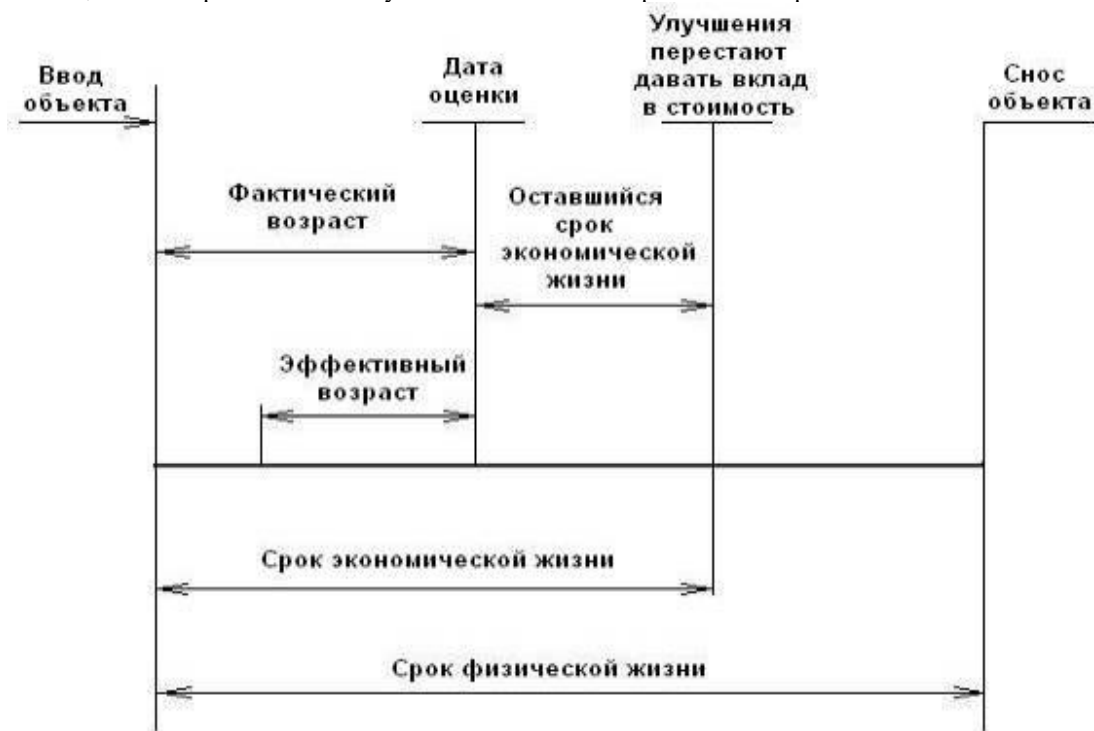 Улучшения
перестают
давать вклад
в стоимость
Ввод
объекта
Дата
оценки
Снос
объекта
Фактический
возраст
Оставшийся
срок
экономической
жизни
Эффективный
возраст
Срок экономической жизни
Срок физической жизни